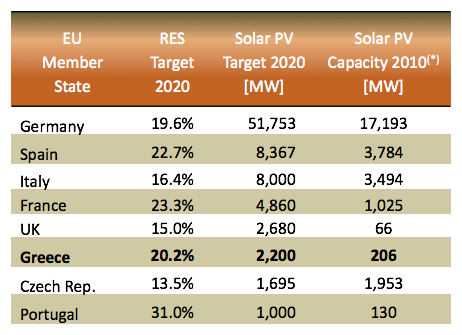 EU RES Solar PV Solar PV
Member Target Target 2020 Capacity 2010(*)
State 2020 [MW] [MW]
Germany 19.6% 51,753 17,193
Spain 22.7% 8,367 3,784
Italy 16.4% 8,000 3,494
France 23.3% 4,860 1,025
UK 15.0% 2,680 66
Greece 20.2% 2,200 206
Czech Rep. 13.5% 1,695 1,953
Portugal 31.0% 1,000 130